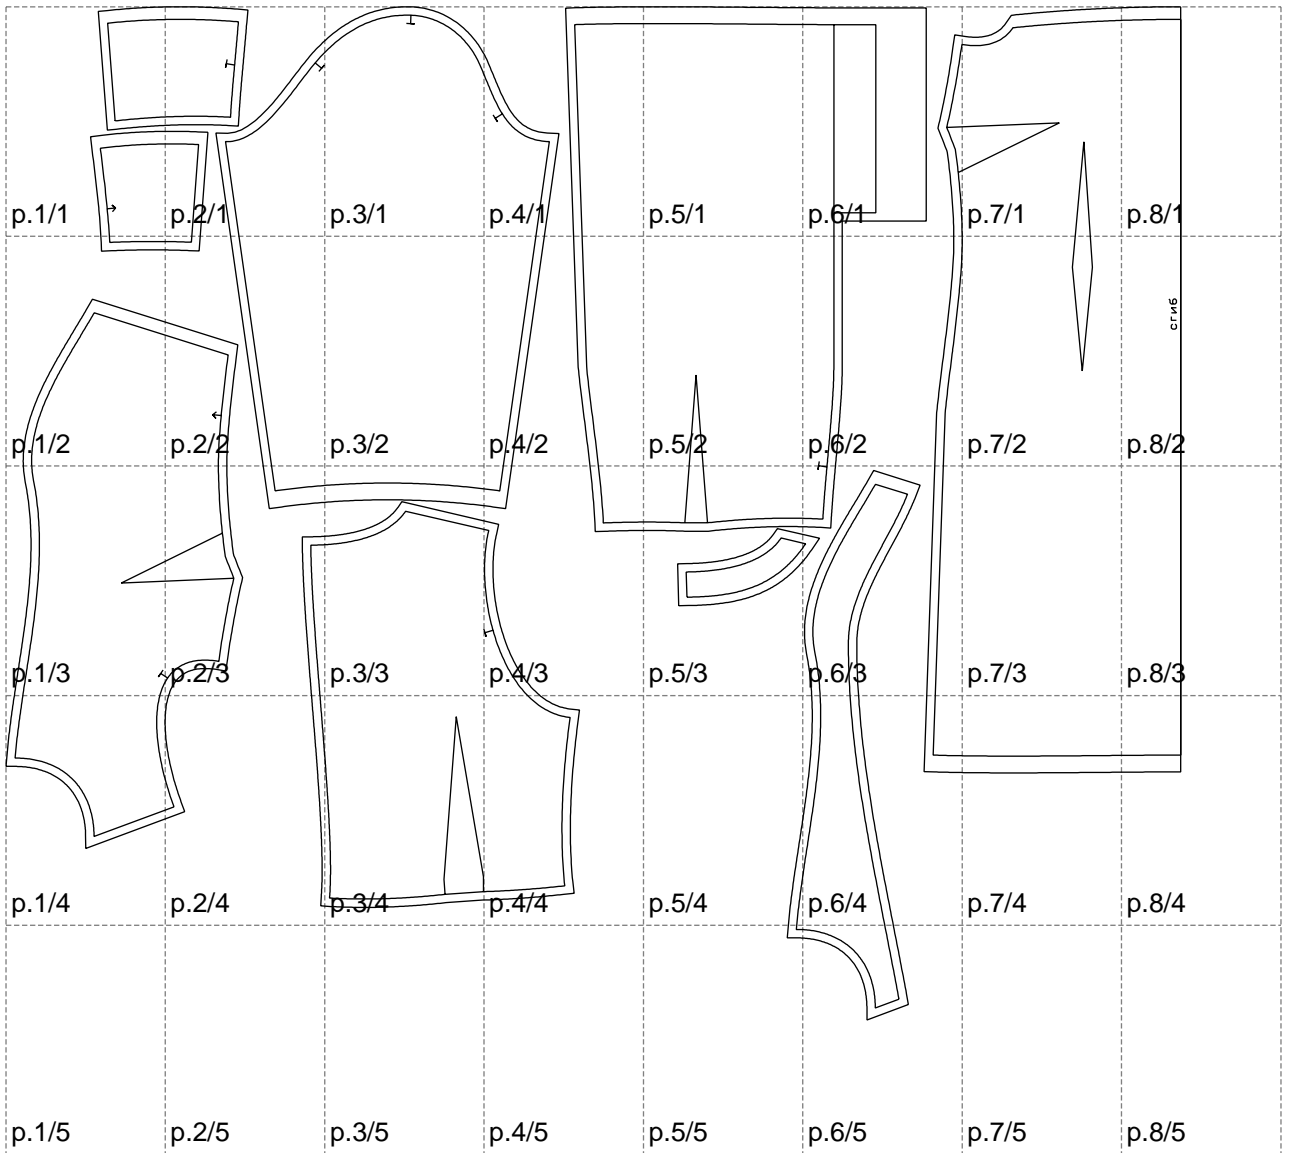 p.1/1 p.2/1 p.3/1 p.4/1 p.5/1 p.6/1 p.7/1 p.8/1
сгиб
p.1/2 p.2/2 p.3/2 p.4/2 p.5/2 p.6/2 p.7/2 p.8/2
p.1/3 p.2/3 p.3/3 p.4/3 p.5/3 p.6/3 p.7/3 p.8/3
p.1/4 p.2/4 p.3/4 p.4/4 p.5/4 p.6/4 p.7/4 p.8/4
p.1/5 p.2/5 p.3/5 p.4/5 p.5/5 p.6/5 p.7/5 p.8/5